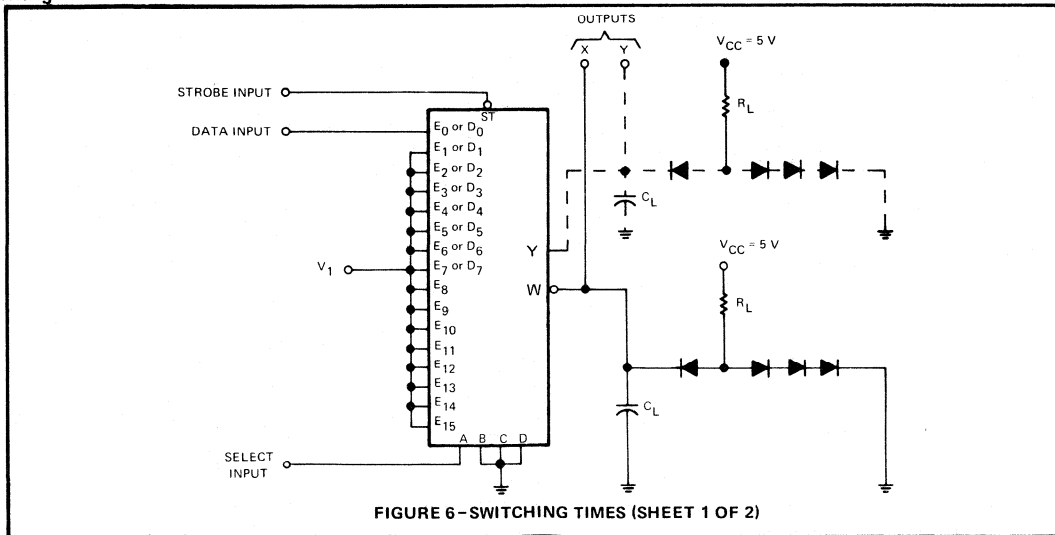 OUTPUTS
X Y
VCC = 5 V
STROBE INPUT
ST
RL
DATA INPUT
E0 or D0
E1 or D1
E2 or D2
E3 or D3
CL
E4 or D4
E5 or D5
E6 or D6
Y
VCC = 5 V
V1
E7 or D7
E8
W
E9
RL
E10
E11
E12
E13
E14
CL
E15
A B C D
SELECT
INPUT
FIGURE 6–SWITCHING TIMES (SHEET 1 OF 2)